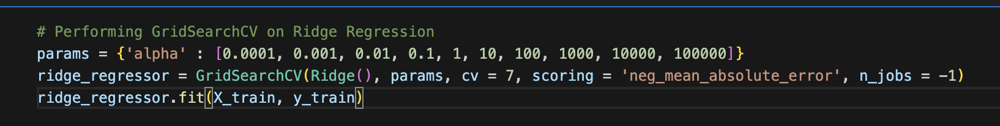 # Performing GridSearchCV on Ridge Regression
params = {'alpha' : [0.0001, 0.001, 0.01, 0.1, 1, 10, 100, 1000, 10000, 100000]}
ridge_regressor = GridSearchCV(Ridge(), params, cv = 7, scoring = 'neg_mean_absolute_error', n_jobs = -1)
ridge_regressor.fit(X_train, y_train)